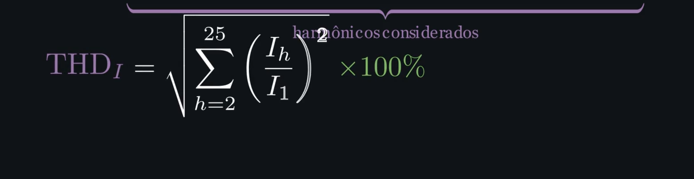 harmônicos considerados
THD_I = √(∑_{h=2}^{25} (I_h/I_1)^2) ×100%